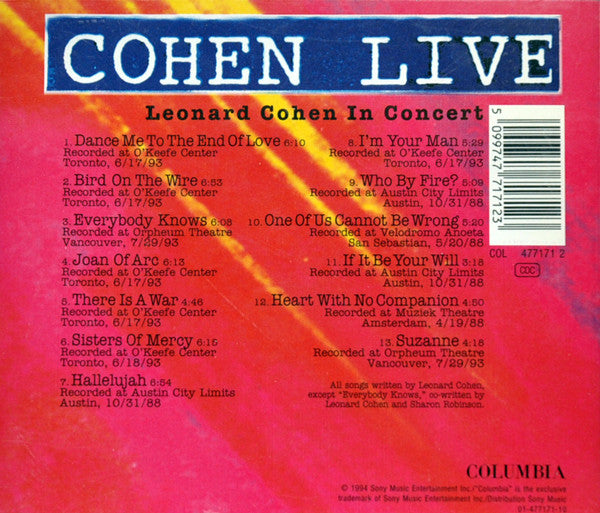 COHEN LIVE
Leonard Cohen In Concert
1. Dance Me To The End Of Love 6:10
Recorded at O'Keefe Center
Toronto, 6/17/93
2. Bird On The Wire 6:53
Recorded at O'Keefe Center
Toronto, 6/17/93
3. Everybody Knows 6:08
Recorded at Orpheum Theatre
Vancouver, 7/29/93
4. Joan Of Arc 6:13
Recorded at O'Keefe Center
Toronto, 6/17/93
5. There Is A War 4:46
Recorded at O'Keefe Center
Toronto, 6/17/93
6. Sisters Of Mercy 6:15
Recorded at O'Keefe Center
Toronto, 6/18/93
7. Hallelujah 6:54
Recorded at Austin City Limits
Austin, 10/31/88
8. I'm Your Man 5:29
Recorded at O'Keefe Center
Toronto, 6/17/93
9. Who By Fire? 5:09
Recorded at Austin City Limits
Austin, 10/31/88
10. One Of Us Cannot Be Wrong 5:20
Recorded at Velodromo Anoeta
San Sebastian, 5/20/88
11. If It Be Your Will 3:18
Recorded at Austin City Limits
Austin, 10/31/88
12. Heart With No Companion 4:50
Recorded at Muziek Theatre
Amsterdam, 4/19/88
13. Suzanne 4:18
Recorded at Orpheum Theatre
Vancouver, 7/29/93
All songs written by Leonard Cohen,
except "Everybody Knows," co-written by
Leonard Cohen and Sharon Robinson.
5 099747 717123
COL 477171 2
CDC
COLUMBIA
© 1994 Sony Music Entertainment Inc./"Columbia" is the exclusive
trademark of Sony Music Entertainment Inc./Distribution Sony Music
01-477171-10